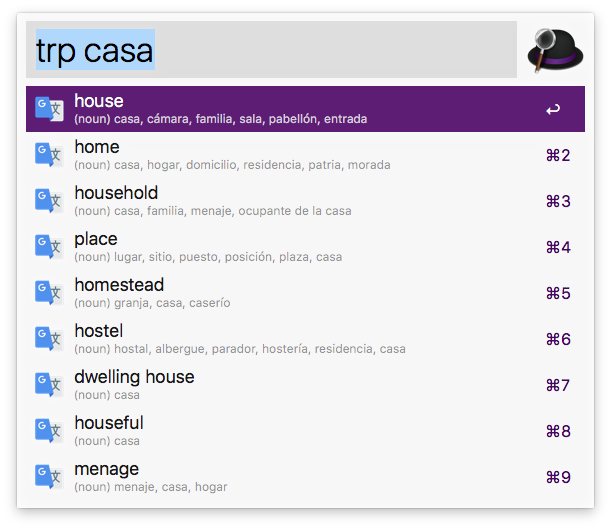 trp casa
house
(noun) casa, cámara, familia, sala, pabellón, entrada
↩
home
(noun) casa, hogar, domicilio, residencia, patria, morada
⌘2
household
(noun) casa, familia, menaje, ocupante de la casa
⌘3
place
(noun) lugar, sitio, puesto, posición, plaza, casa
⌘4
homestead
(noun) granja, casa, caserío
⌘5
hostel
(noun) hostal, albergue, parador, hostería, residencia, casa
⌘6
dwelling house
(noun) casa
⌘7
houseful
(noun) casa
⌘8
menage
(noun) menaje, casa, hogar
⌘9